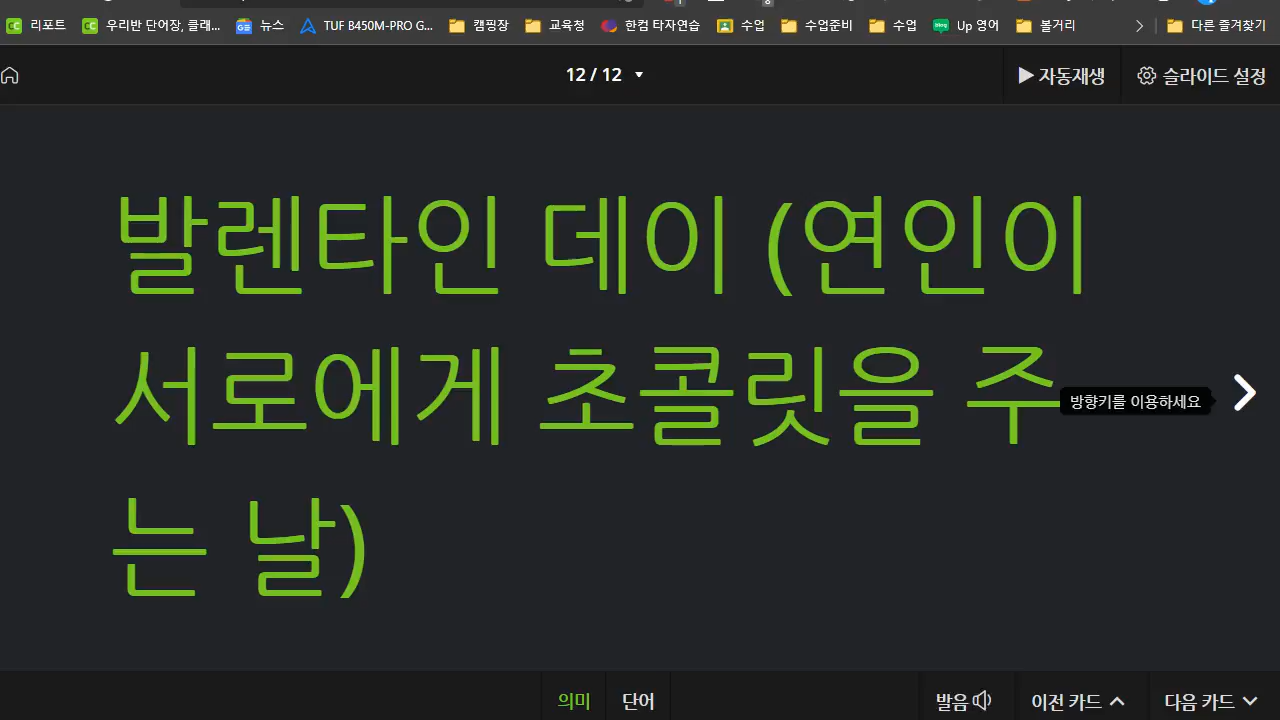 리포트 우리반 단어장, 클래... 뉴스 TUF B450M-PRO G... 캠핑장 교육청 한컴 타자연습 수업 수업준비 수업 Up 영어 볼거리 다른 즐겨찾기
12 / 12 자동재생 슬라이드 설정
발렌타인 데이 (연인이
서로에게 초콜릿을 주
방향키를 이용하세요
는 날)
의미 단어 발음 이전 카드 다음 카드